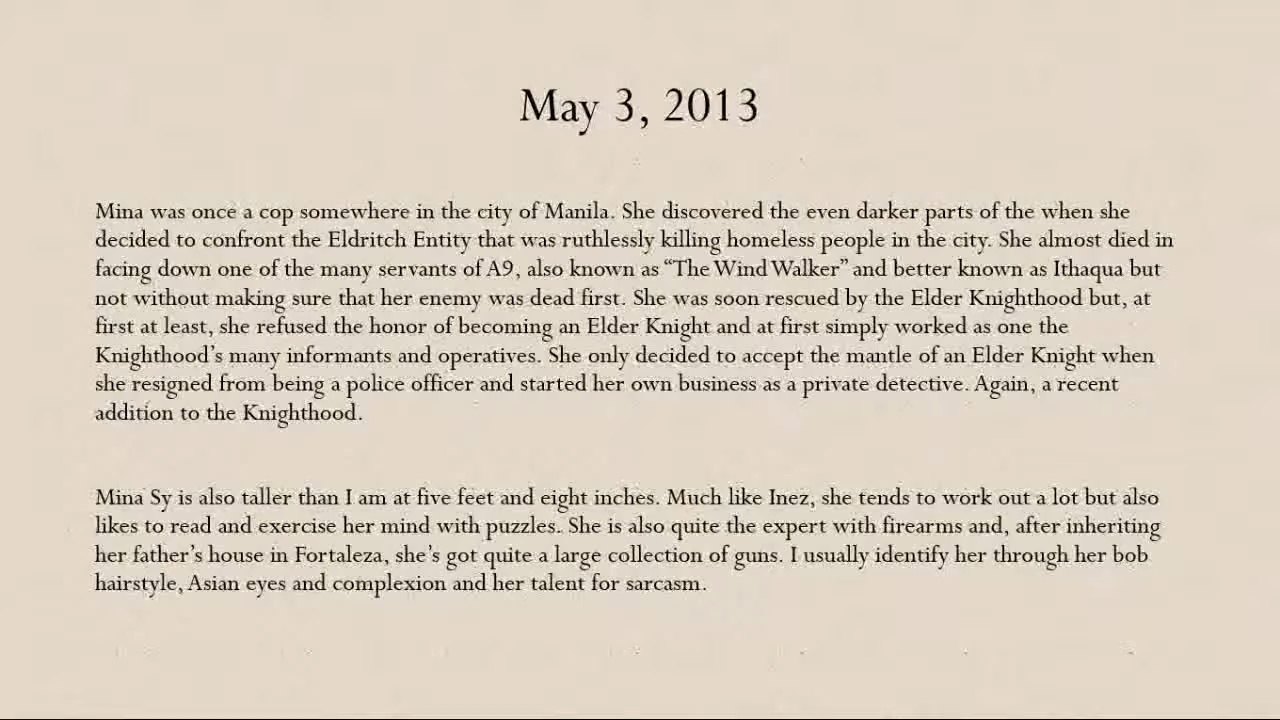 May 3, 2013
Mina was once a cop somewhere in the city of Manila. She discovered the even darker parts of the when she
decided to confront the Eldritch Entity that was ruthlessly killing homeless people in the city. She almost died in
facing down one of the many servants of A9, also known as “The Wind Walker” and better known as Ithaqua but
not without making sure that her enemy was dead first. She was soon rescued by the Elder Knighthood but, at
first at least, she refused the honor of becoming an Elder Knight and at first simply worked as one the
Knighthood’s many informants and operatives. She only decided to accept the mantle of an Elder Knight when
she resigned from being a police officer and started her own business as a private detective. Again, a recent
addition to the Knighthood.
Mina Sy is also taller than I am at five feet and eight inches. Much like Inez, she tends to work out a lot but also
likes to read and exercise her mind with puzzles. She is also quite the expert with firearms and, after inheriting
her father’s house in Fortaleza, she’s got quite a large collection of guns. I usually identify her through her bob
hairstyle, Asian eyes and complexion and her talent for sarcasm.